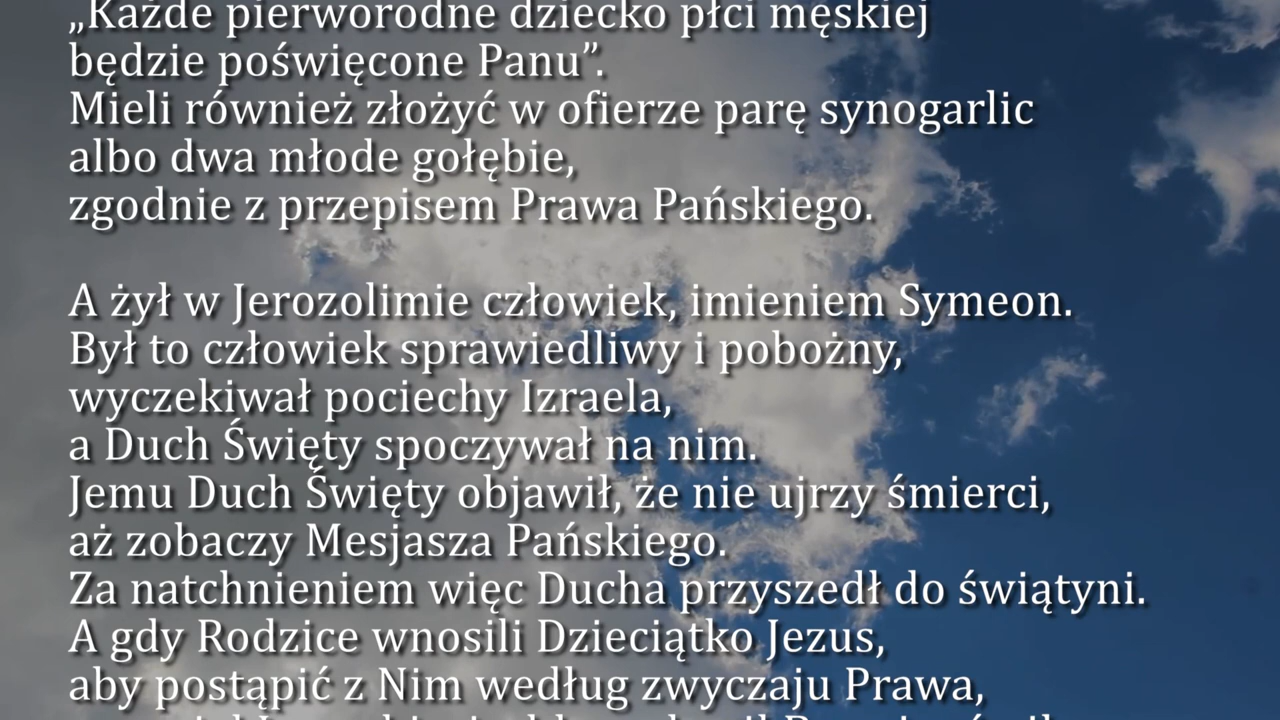 „Każde pierworodne dziecko płci męskiej
będzie poświęcone Panu”.
Mieli również złożyć w ofierze parę synogarlic
albo dwa młode gołębie,
zgodnie z przepisem Prawa Pańskiego.
A żył w Jerozolimie człowiek, imieniem Symeon.
Był to człowiek sprawiedliwy i pobożny,
wyczekiwał pociechy Izraela,
a Duch Święty spoczywał na nim.
Jemu Duch Święty objawił, że nie ujrzy śmierci,
aż zobaczy Mesjasza Pańskiego.
Za natchnieniem więc Ducha przyszedł do świątyni.
A gdy Rodzice wnosili Dzieciątko Jezus,
aby postąpić z Nim według zwyczaju Prawa,